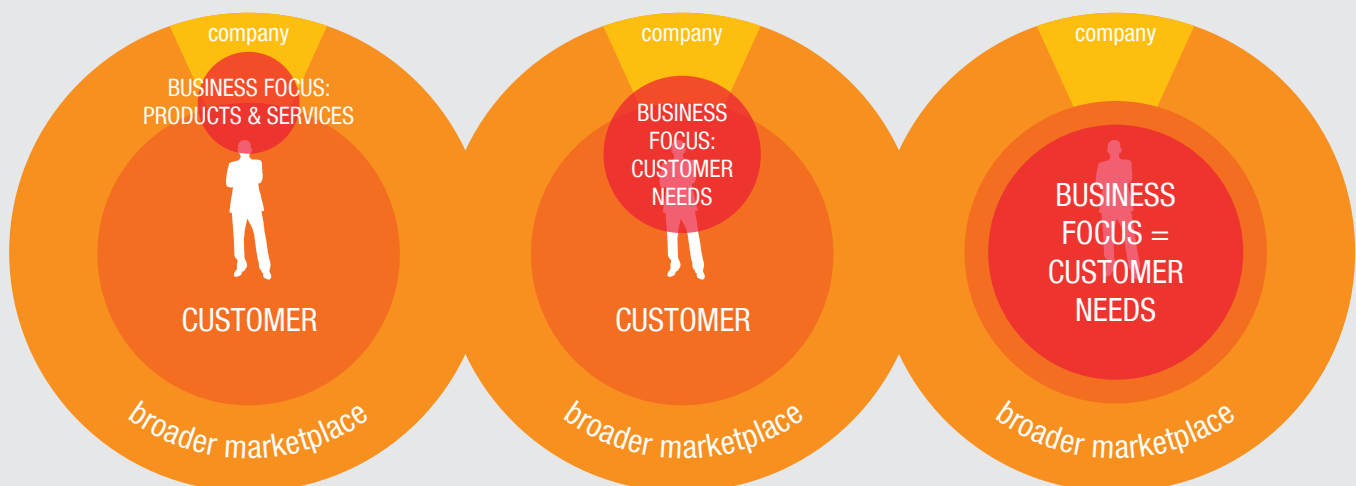 company
BUSINESS FOCUS:
PRODUCTS & SERVICES
CUSTOMER
broader marketplace
company
BUSINESS
FOCUS:
CUSTOMER
NEEDS
CUSTOMER
broader marketplace
company
BUSINESS
FOCUS =
CUSTOMER
NEEDS
broader marketplace